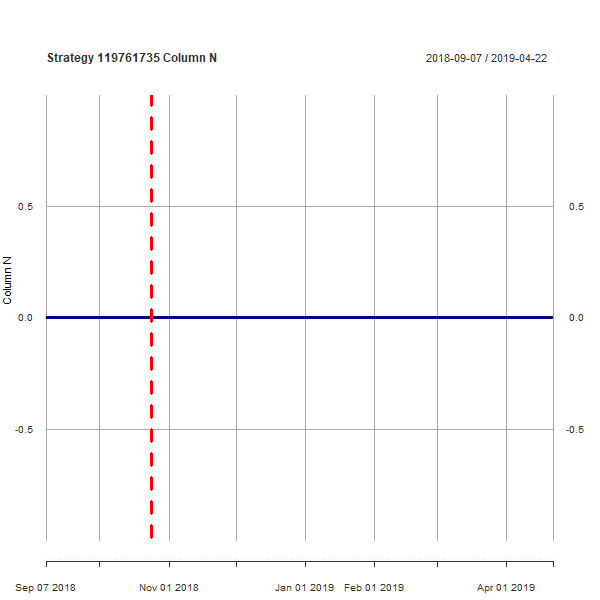 Strategy 119761735 Column N
2018-09-07 / 2019-04-22
0.5
0.5
Column N
0.0
0.0
-0.5
-0.5
Sep 07 2018
Nov 01 2018
Jan 01 2019
Feb 01 2019
Apr 01 2019